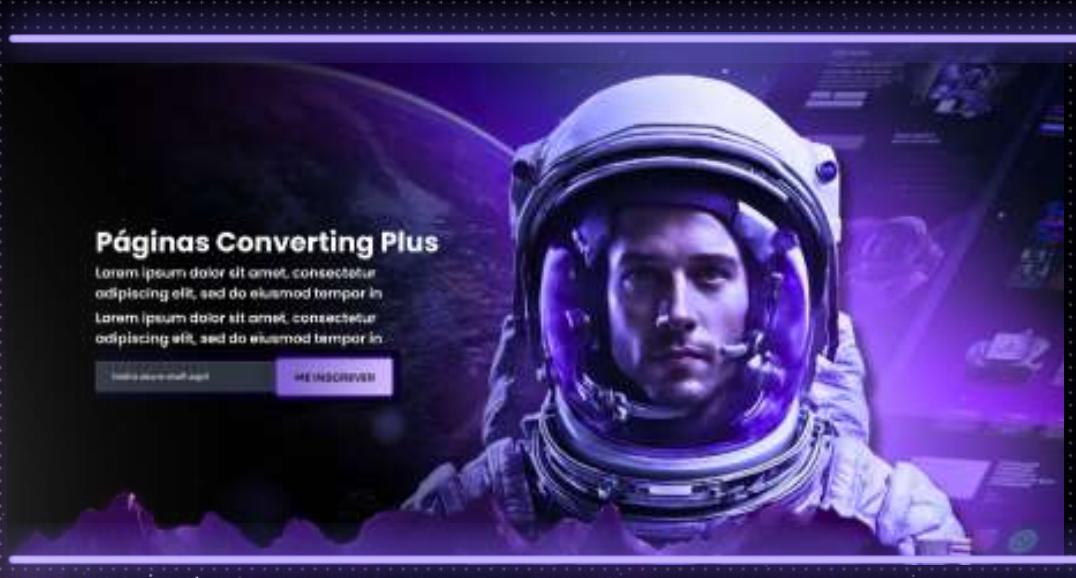 Páginas Converting Plus
Lorem ipsum dolor sit amet, consectetur
adipiscing elit, sed do eiusmod tempor in
Lorem ipsum dolor sit amet, consectetur
adipiscing elit, sed do eiusmod tempor in
ME INSCREVER